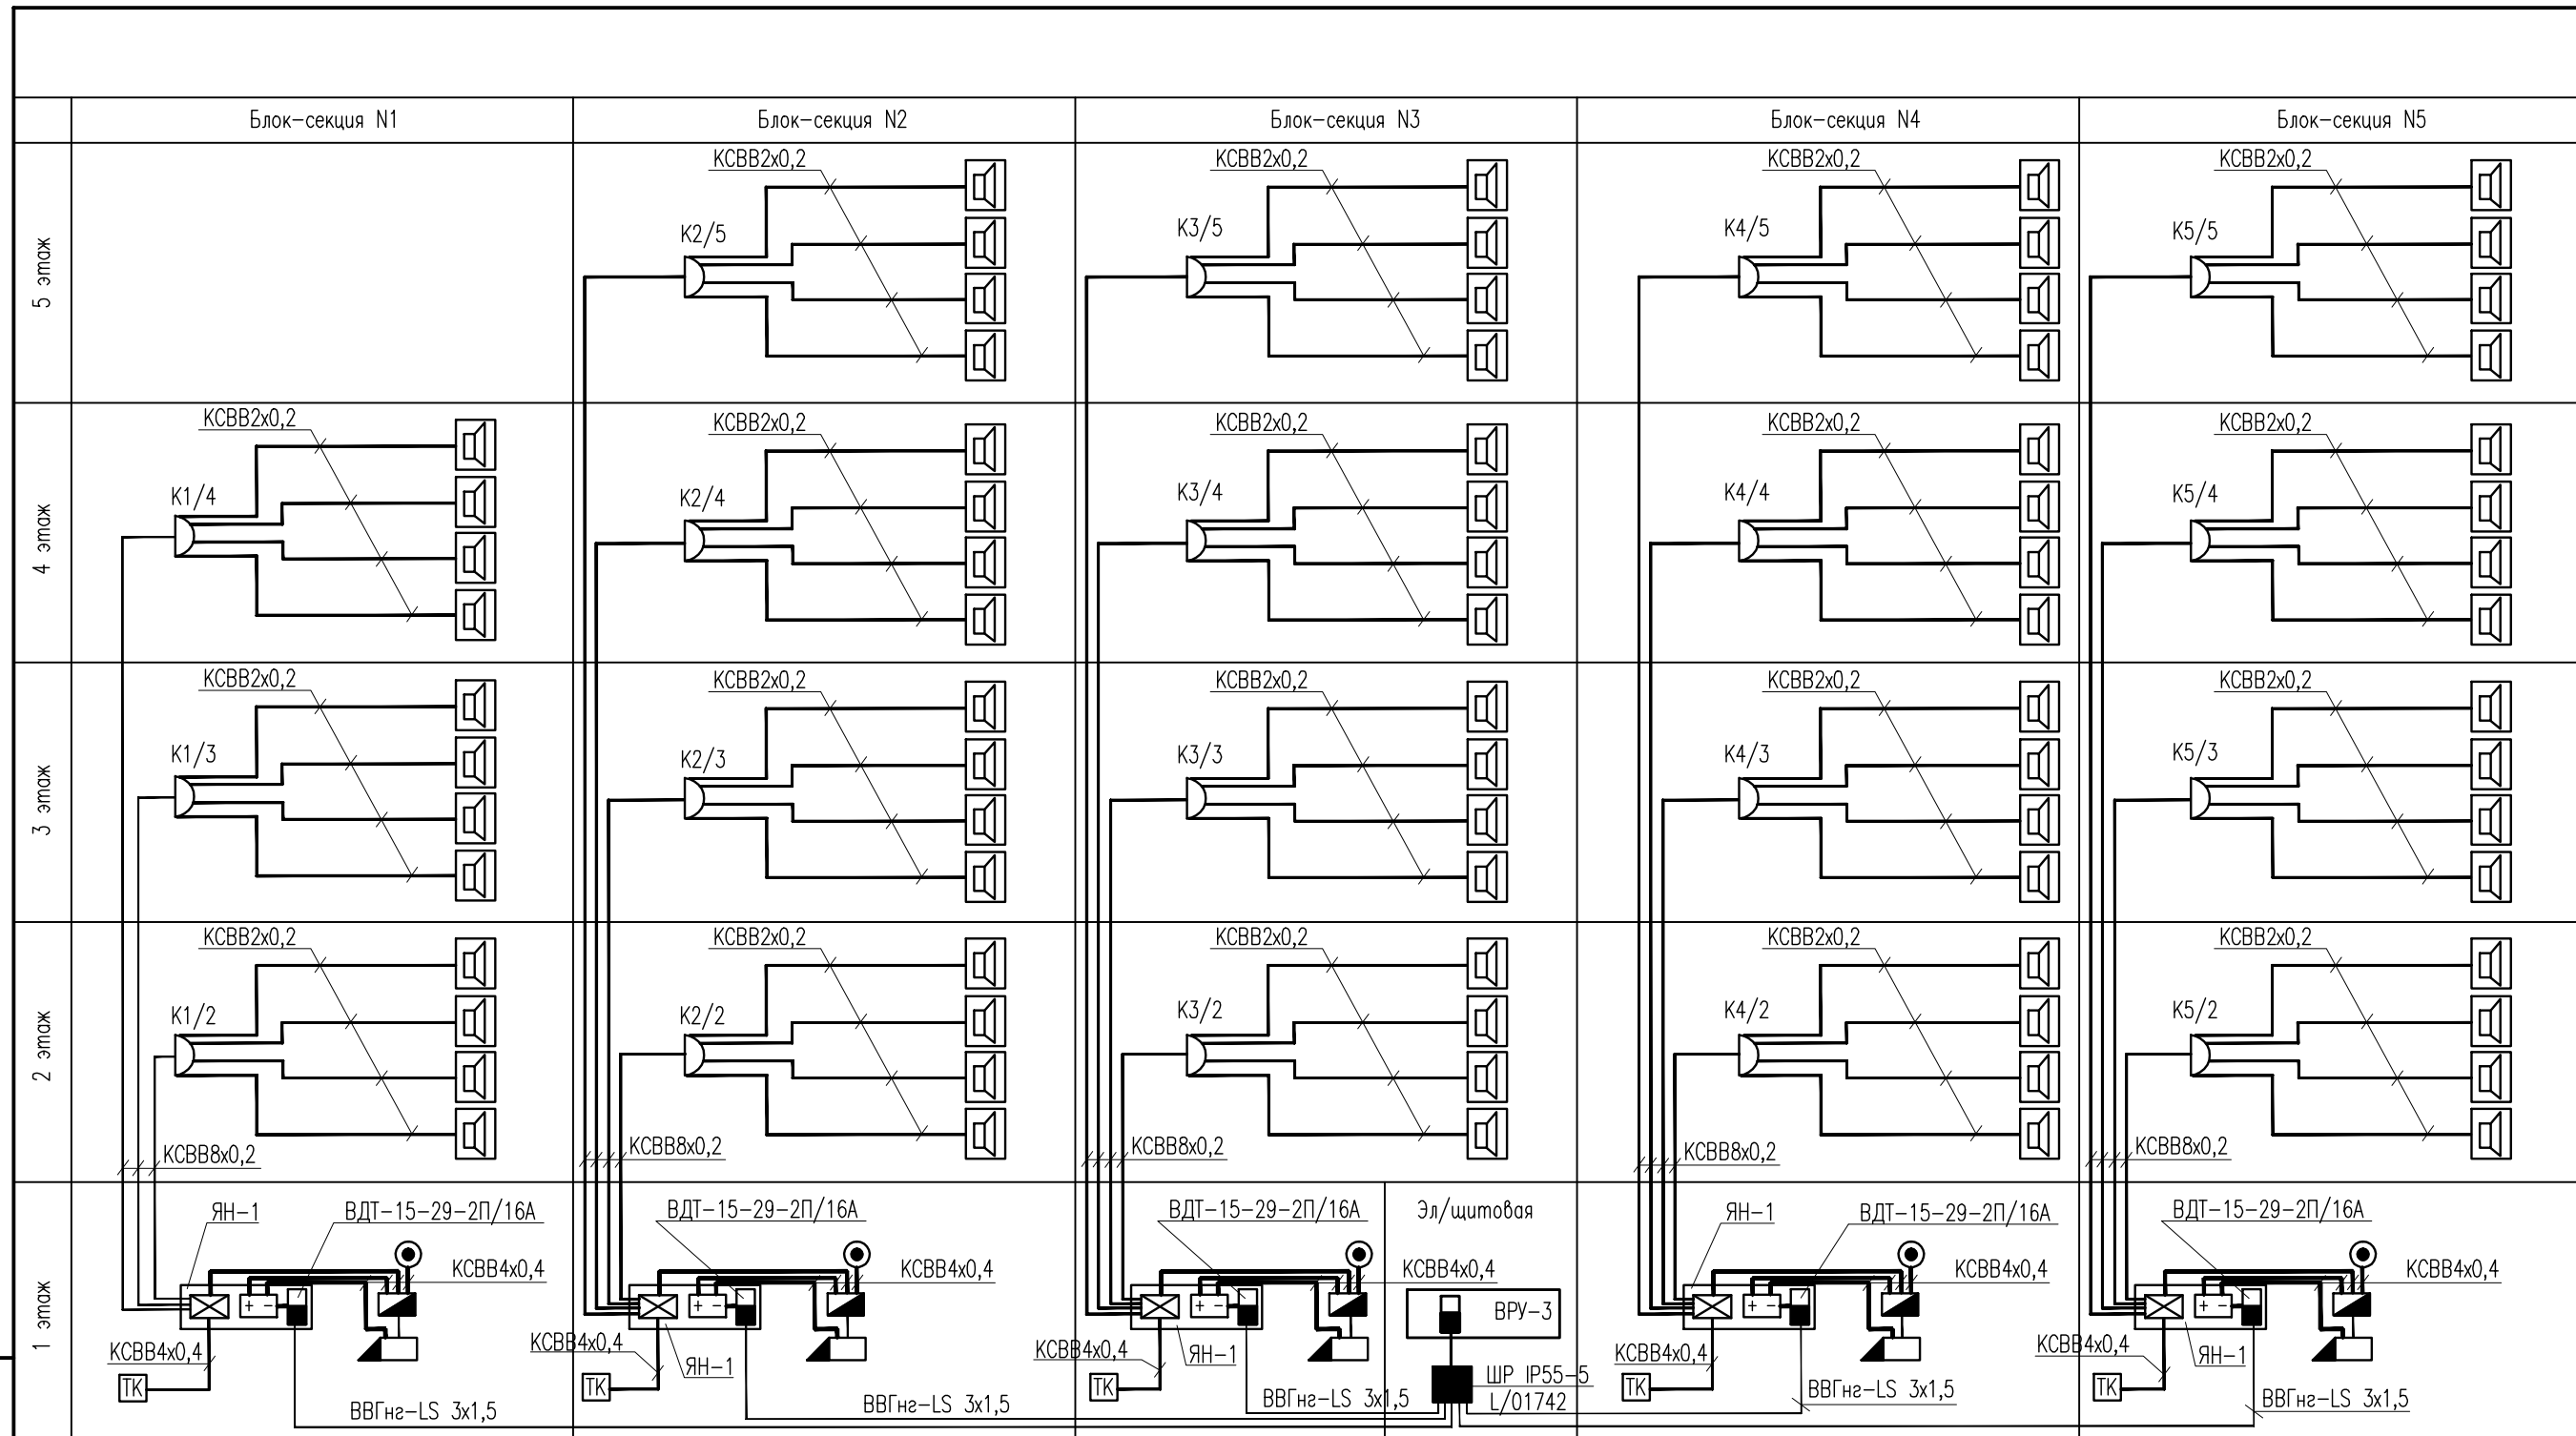 Блок-секция N1
Блок-секция N2
Блок-секция N3
Блок-секция N4
Блок-секция N5
5 этаж
КСВВ2х0,2
КСВВ2х0,2
КСВВ2х0,2
КСВВ2х0,2
К2/5
К3/5
К4/5
К5/5
4 этаж
КСВВ2х0,2
КСВВ2х0,2
КСВВ2х0,2
КСВВ2х0,2
КСВВ2х0,2
К1/4
К2/4
К3/4
К4/4
К5/4
3 этаж
КСВВ2х0,2
КСВВ2х0,2
КСВВ2х0,2
КСВВ2х0,2
КСВВ2х0,2
К1/3
К2/3
К3/3
К4/3
К5/3
2 этаж
КСВВ2х0,2
КСВВ2х0,2
КСВВ2х0,2
КСВВ2х0,2
КСВВ2х0,2
К1/2
К2/2
К3/2
К4/2
К5/2
КСВВ8х0,2
КСВВ8х0,2
КСВВ8х0,2
КСВВ8х0,2
КСВВ8х0,2
1 этаж
ЯН-1
ВДТ-15-29-2П/16А
КСВВ4х0,4
+ -
КСВВ4х0,4
ТК
ВВГнг-LS 3х1,5
ВДТ-15-29-2П/16А
КСВВ4х0,4
+ -
КСВВ4х0,4
ЯН-1
ТК
ВВГнг-LS 3х1,5
ВДТ-15-29-2П/16А
+ -
КСВВ4х0,4
ЯН-1
ТК
ВВГнг-LS 3х1,5
Эл/щитовая
КСВВ4х0,4
ВРУ-3
ШР IP55-5
L/01742
ЯН-1
ВДТ-15-29-2П/16А
КСВВ4х0,4
+ -
КСВВ4х0,4
ТК
ВВГнг-LS 3х1,5
ВДТ-15-29-2П/16А
КСВВ4х0,4
+ -
КСВВ4х0,4
ЯН-1
ТК
ВВГнг-LS 3х1,5